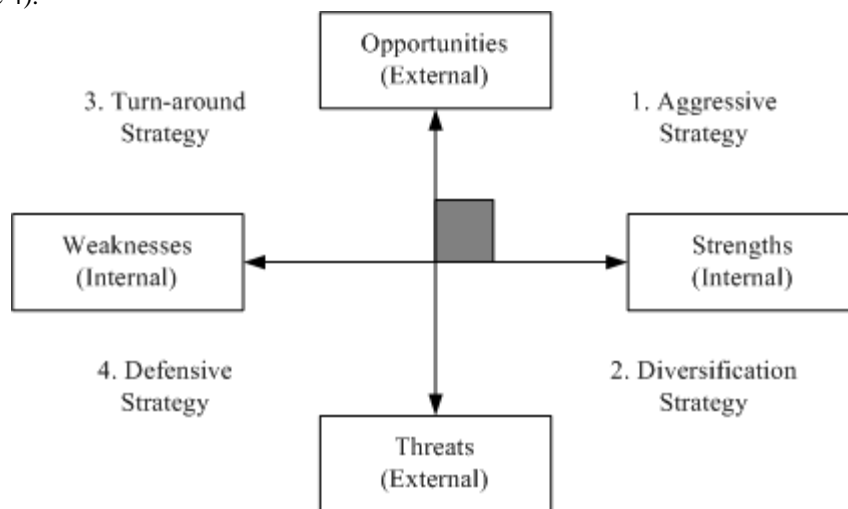 4).
Opportunities
(External)
3. Turn-around
Strategy
1. Aggressive
Strategy
Weaknesses
(Internal)
Strengths
(Internal)
4. Defensive
Strategy
2. Diversification
Strategy
Threats
(External)